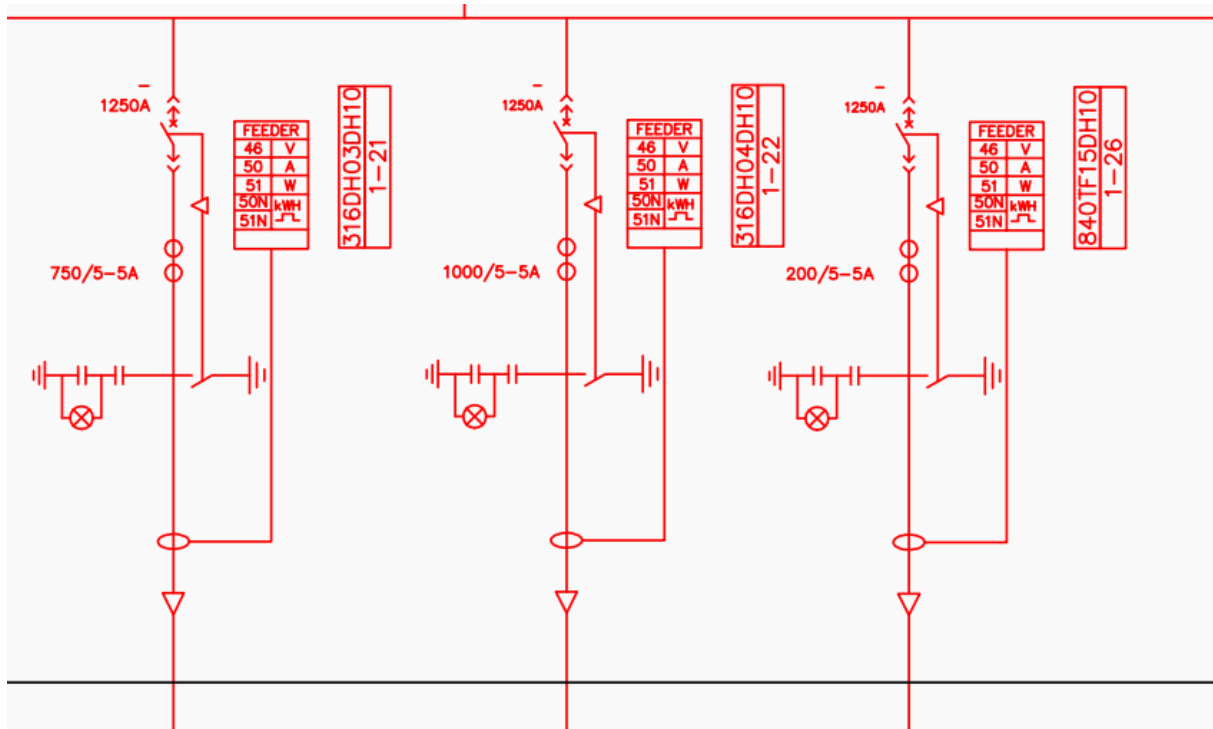 1250A
FEEDER
46 V
50 A
51 W
50N kWH
51N
316DH03DH10
1-21
750/5-5A
1250A
FEEDER
46 V
50 A
51 W
50N kWH
51N
316DH04DH10
1-22
1000/5-5A
1250A
FEEDER
46 V
50 A
51 W
50N kWH
51N
840TF15DH10
1-26
200/5-5A